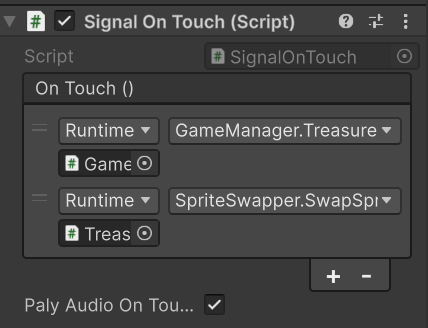 Signal On Touch (Script)
Script # SignalOnTouch
On Touch ()
Runtime GameManager.Treasure
# Game
Runtime SpriteSwapper.SwapSpr
# Treas
+ -
Paly Audio On Tou...